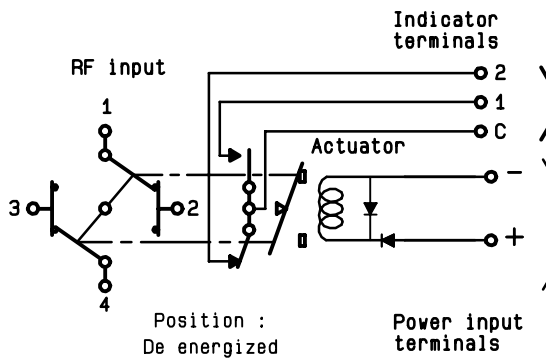 Indicator
terminals
RF input
2
1
1
C
Actuator
-
3
2
+
4
Position :
De energized
Power input
terminals